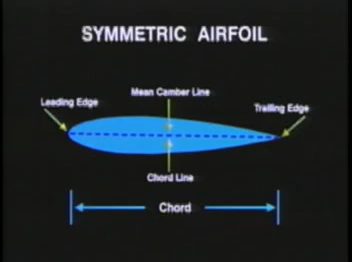 SYMMETRIC AIRFOIL
Mean Camber Line
Leading Edge
Trailing Edge
Chord Line
Chord